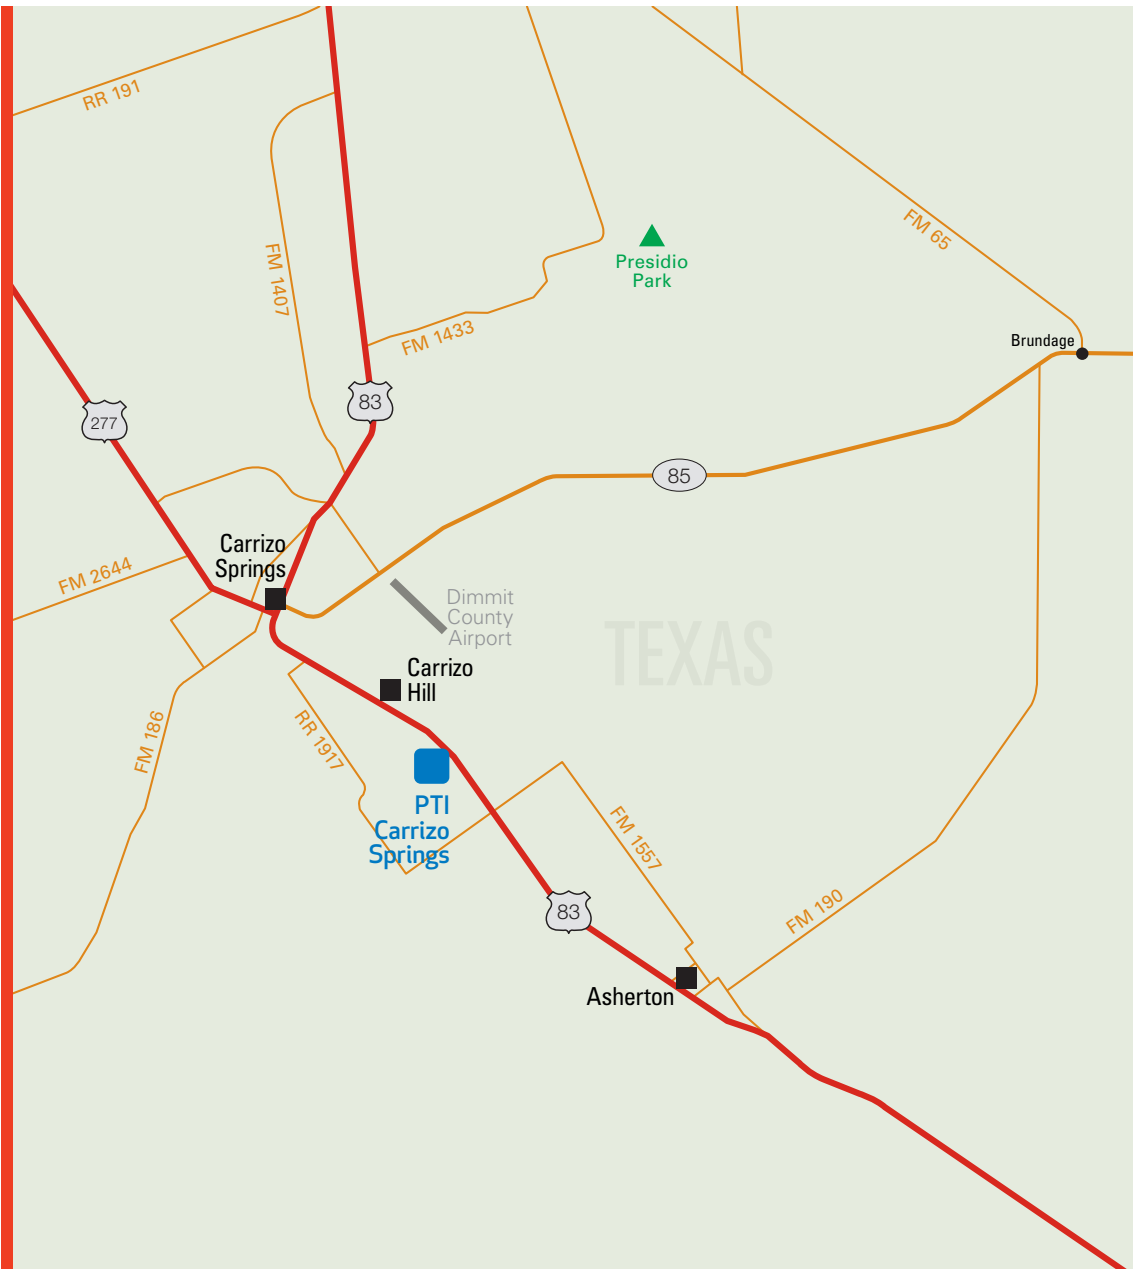 RR 191
FM 65
FM 1407
Presidio
Park
FM 1433
Brundage
83
277
85
Carrizo
Springs
FM 2644
Dimmit
County
Airport
TEXAS
Carrizo
Hill
RR 1917
FM 186
PTI
Carrizo
Springs
FM 1557
83
FM 190
Asherton